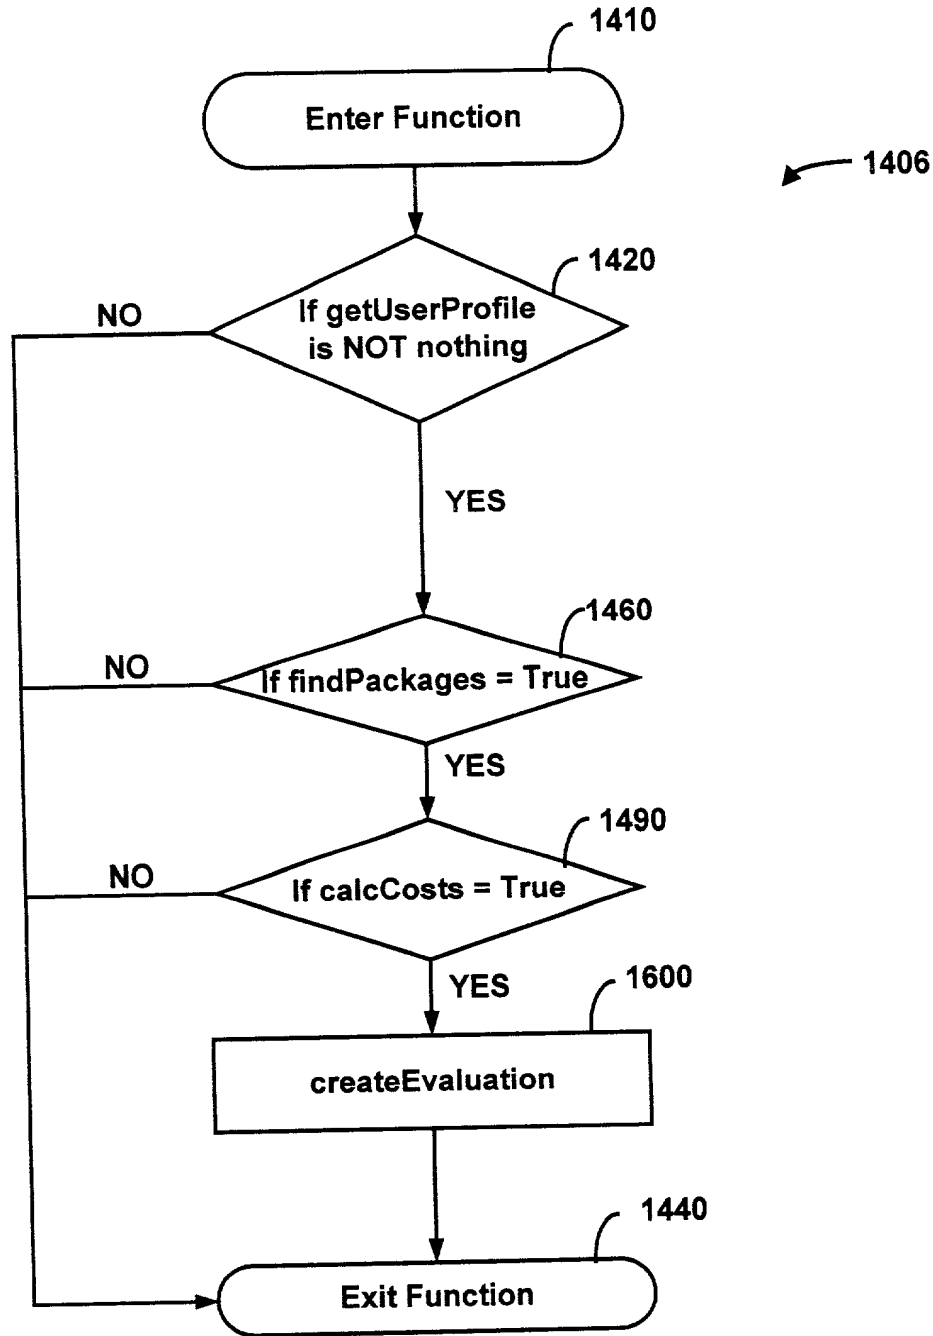 1410
Enter Function
1406
1420
If getUserProfile
is NOT nothing
NO
YES
1460
If findPackages = True
NO
YES
1490
If calcCosts = True
NO
YES
1600
createEvaluation
1440
Exit Function